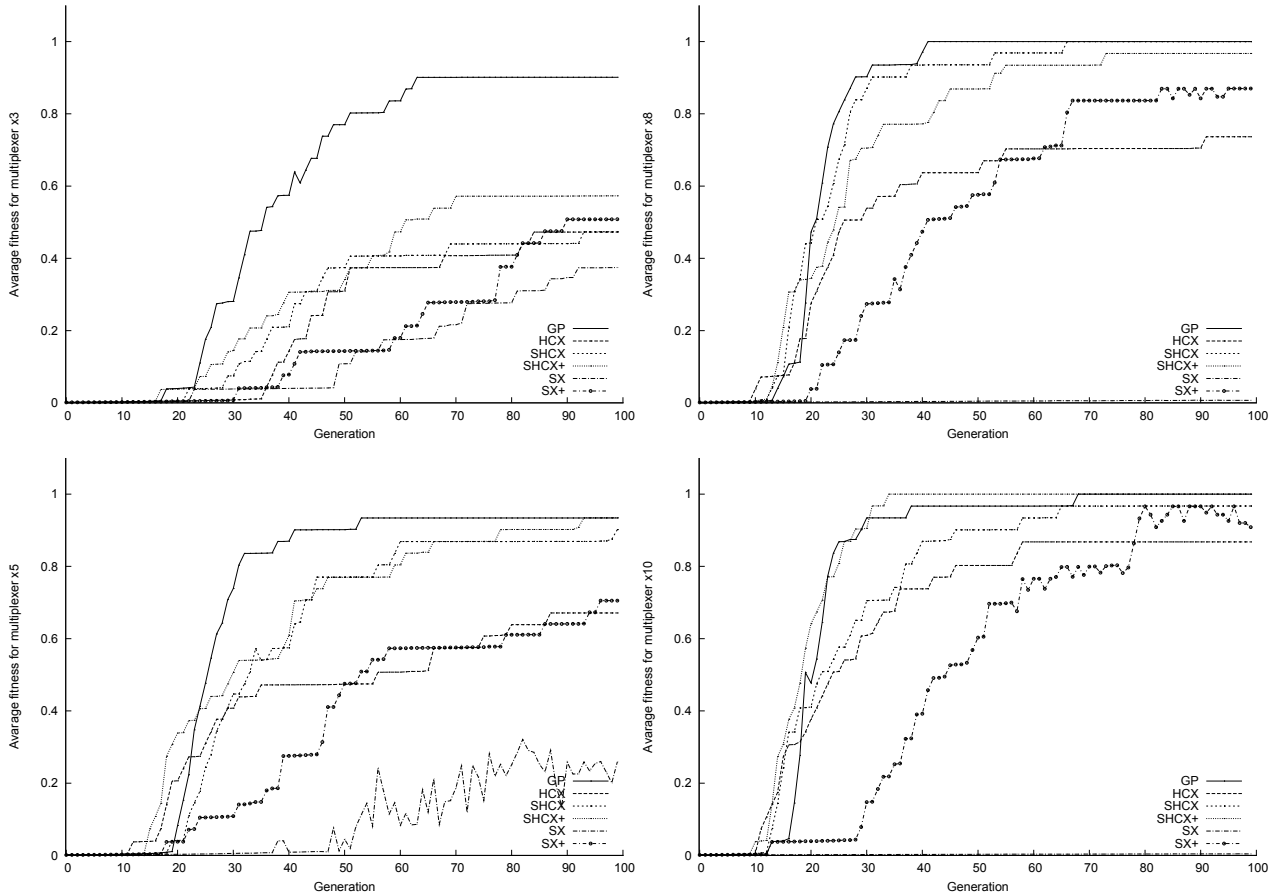 Avarage fitness for multiplexer x3
1
0.8
0.6
0.4
0.2
0
GP
HCX
SHCX
SHCX+
SX
SX+
0 10 20 30 40 50 60 70 80 90 100
Generation
Avarage fitness for multiplexer x8
1
0.8
0.6
0.4
0.2
0
GP
HCX
SHCX
SHCX+
SX
SX+
0 10 20 30 40 50 60 70 80 90 100
Generation
Avarage fitness for multiplexer x5
1
0.8
0.6
0.4
0.2
0
GP
HCX
SHCX
SHCX+
SX
SX+
0 10 20 30 40 50 60 70 80 90 100
Generation
Avarage fitness for multiplexer x10
1
0.8
0.6
0.4
0.2
0
GP
HCX
SHCX
SHCX+
SX
SX+
0 10 20 30 40 50 60 70 80 90 100
Generation